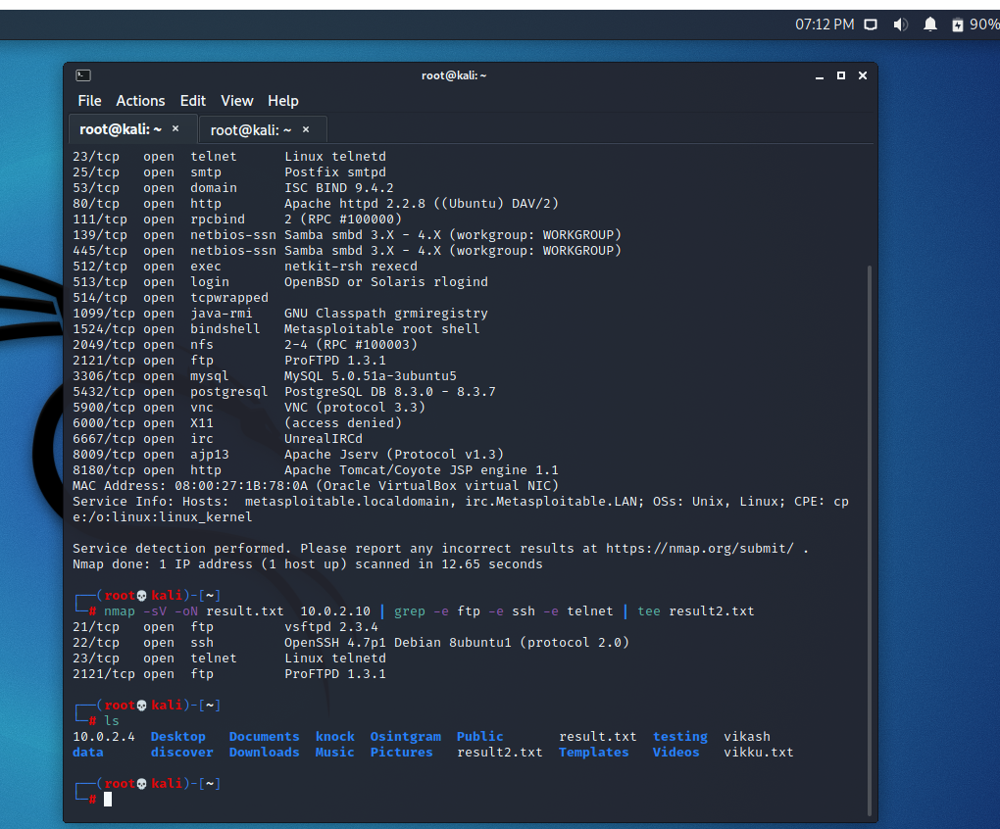 07:12 PM 90%
root@kali: ~
File Actions Edit View Help
root@kali: ~ × root@kali: ~ ×
23/tcp   open  telnet      Linux telnetd
25/tcp   open  smtp        Postfix smtpd
53/tcp   open  domain      ISC BIND 9.4.2
80/tcp   open  http        Apache httpd 2.2.8 ((Ubuntu) DAV/2)
111/tcp  open  rpcbind     2 (RPC #100000)
139/tcp  open  netbios-ssn Samba smbd 3.X - 4.X (workgroup: WORKGROUP)
445/tcp  open  netbios-ssn Samba smbd 3.X - 4.X (workgroup: WORKGROUP)
512/tcp  open  exec        netkit-rsh rexecd
513/tcp  open  login       OpenBSD or Solaris rlogind
514/tcp  open  tcpwrapped
1099/tcp open  java-rmi    GNU Classpath grmiregistry
1524/tcp open  bindshell   Metasploitable root shell
2049/tcp open  nfs         2-4 (RPC #100003)
2121/tcp open  ftp         ProFTPD 1.3.1
3306/tcp open  mysql       MySQL 5.0.51a-3ubuntu5
5432/tcp open  postgresql  PostgreSQL DB 8.3.0 - 8.3.7
5900/tcp open  vnc         VNC (protocol 3.3)
6000/tcp open  X11         (access denied)
6667/tcp open  irc         UnrealIRCd
8009/tcp open  ajp13       Apache Jserv (Protocol v1.3)
8180/tcp open  http        Apache Tomcat/Coyote JSP engine 1.1
MAC Address: 08:00:27:1B:78:0A (Oracle VirtualBox virtual NIC)
Service Info: Hosts:  metasploitable.localdomain, irc.Metasploitable.LAN; OSs: Unix, Linux; CPE: cp
e:/o:linux:linux_kernel
Service detection performed. Please report any incorrect results at https://nmap.org/submit/ .
Nmap done: 1 IP address (1 host up) scanned in 12.65 seconds
┌──(root💀kali)-[~]
└─# nmap -sV -oN result.txt  10.0.2.10 | grep -e ftp -e ssh -e telnet | tee result2.txt
21/tcp   open  ftp         vsftpd 2.3.4
22/tcp   open  ssh         OpenSSH 4.7p1 Debian 8ubuntu1 (protocol 2.0)
23/tcp   open  telnet      Linux telnetd
2121/tcp open  ftp         ProFTPD 1.3.1
┌──(root💀kali)-[~]
└─# ls
10.0.2.4  Desktop   Documents  knock  Osintgram  Public       result.txt  testing  vikash
data      discover  Downloads  Music  Pictures   result2.txt  Templates   Videos   vikku.txt
┌──(root💀kali)-[~]
└─#